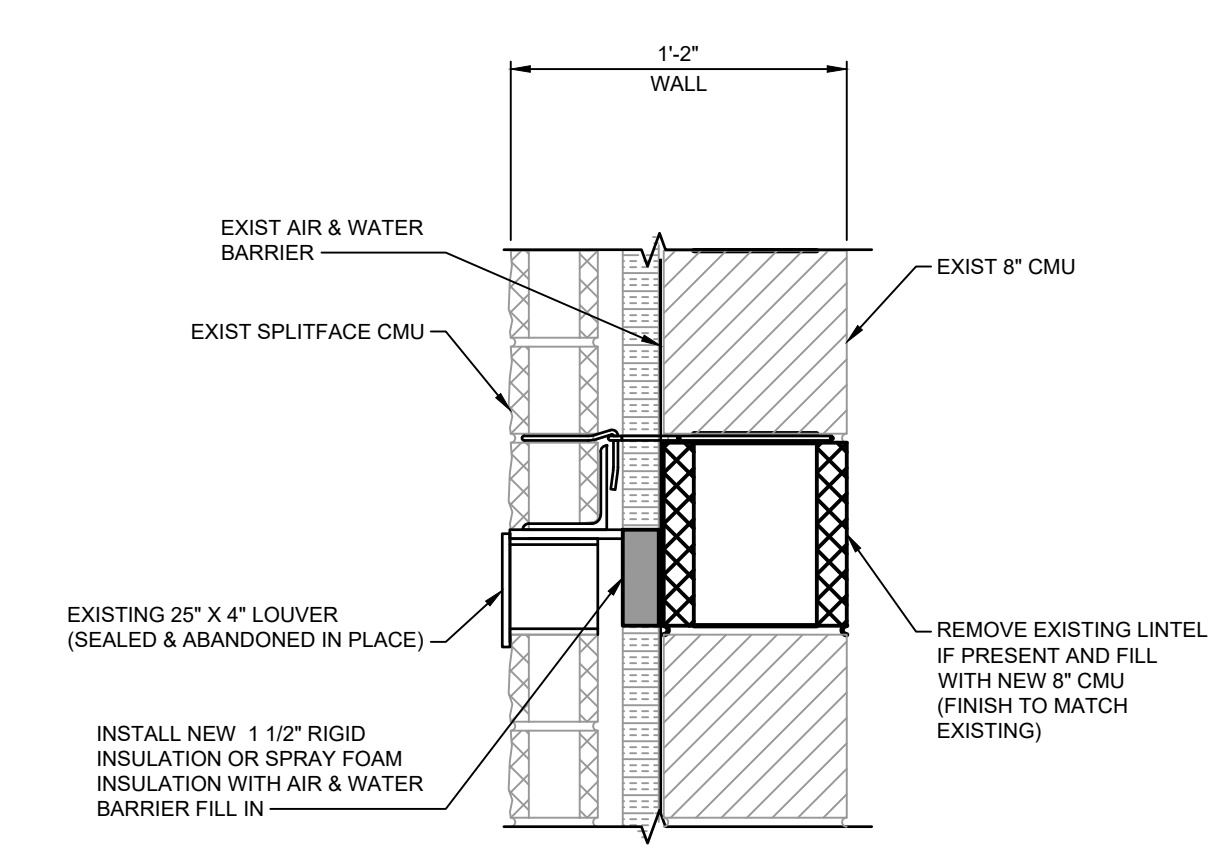 1'-2"
WALL
EXIST AIR & WATER
BARRIER
EXIST 8" CMU
EXIST SPLITFACE CMU
EXISTING 25" X 4" LOUVER
(SEALED & ABANDONED IN PLACE)
REMOVE EXISTING LINTEL
IF PRESENT AND FILL
WITH NEW 8" CMU
(FINISH TO MATCH
EXISTING)
INSTALL NEW 1 1/2" RIGID
INSULATION OR SPRAY FOAM
INSULATION WITH AIR & WATER
BARRIER FILL IN